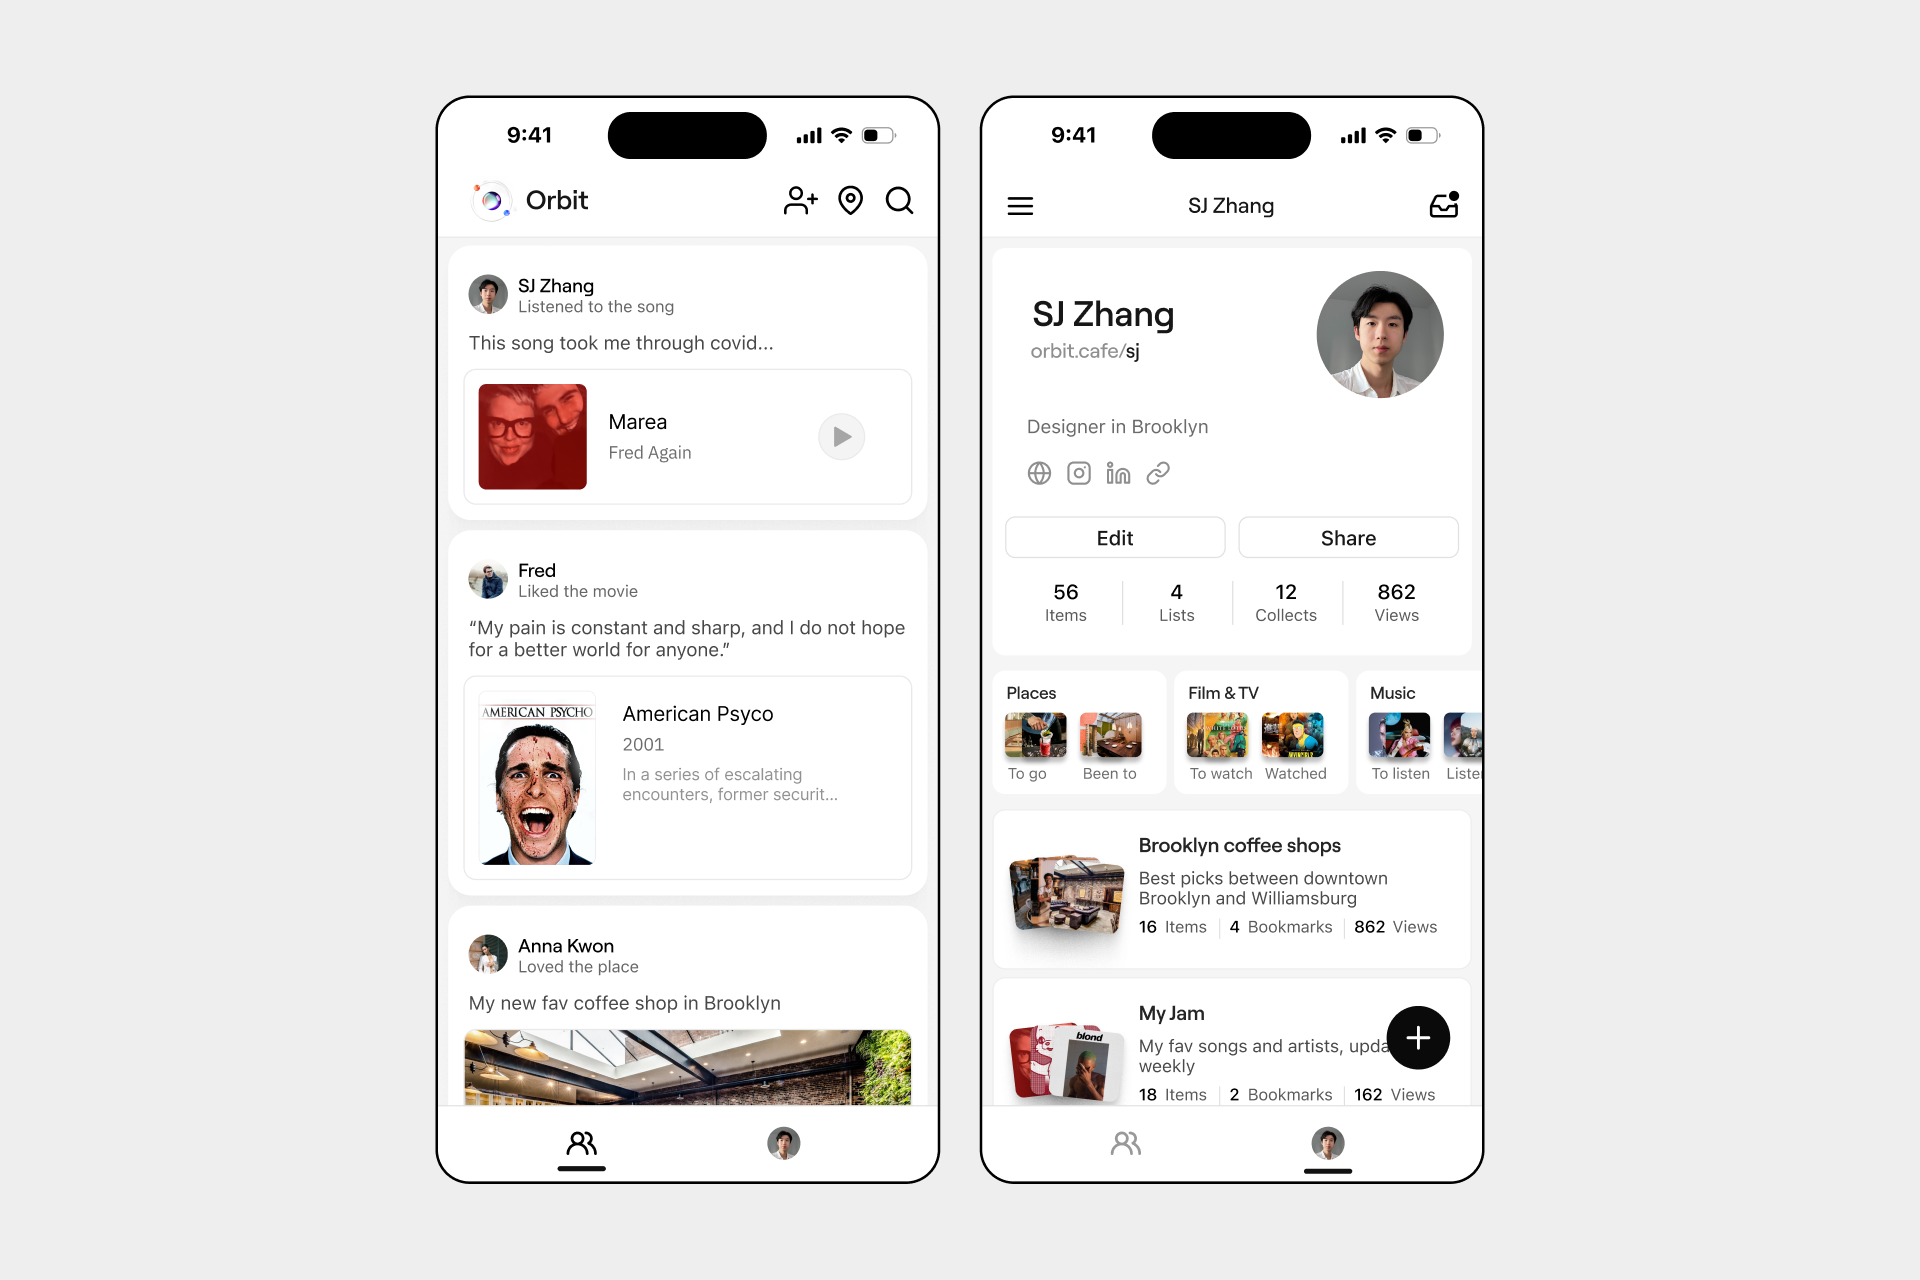 9:41
Orbit
SJ Zhang
Listened to the song
This song took me through covid...
Marea
Fred Again
Fred
Liked the movie
“My pain is constant and sharp, and I do not hope
for a better world for anyone.”
AMERICAN PSYCHO
American Psyco
2001
In a series of escalating
encounters, former securit...
Anna Kwon
Loved the place
My new fav coffee shop in Brooklyn
9:41
SJ Zhang
SJ Zhang
orbit.cafe/sj
Designer in Brooklyn
Edit
Share
56
Items
4
Lists
12
Collects
862
Views
Places
To go
Been to
Film & TV
To watch
Watched
INVINCIBLE
Music
To listen
Listen
Brooklyn coffee shops
Best picks between downtown
Brooklyn and Williamsburg
16 Items
4 Bookmarks
862 Views
My Jam
blond
My fav songs and artists, upda
weekly
18 Items
2 Bookmarks
162 Views